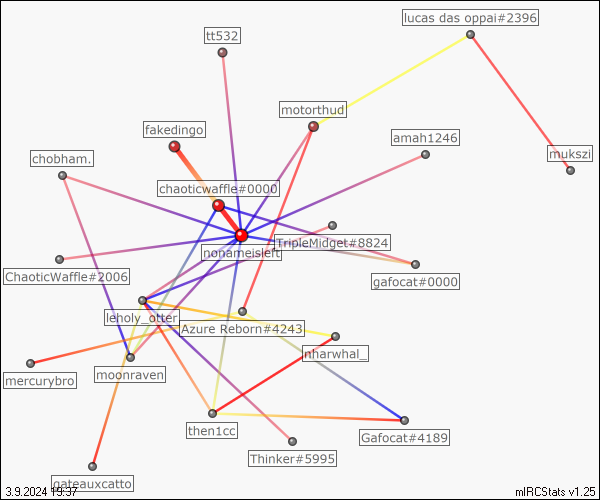 lucas das oppai#2396
tt532
motorthud
fakedingo
amah1246
chobham.
mukszi
chaoticwaffle#0000
TripleMidget#8824
nonameisleft
ChaoticWaffle#2006
gafocat#0000
leholy_otter
Azure Reborn#4243
nharwhal_
mercurybro
moonraven
then1cc
Gafocat#4189
Thinker#5995
gateauxcatto
3.9.2024 19:37
mIRCStats v1.25